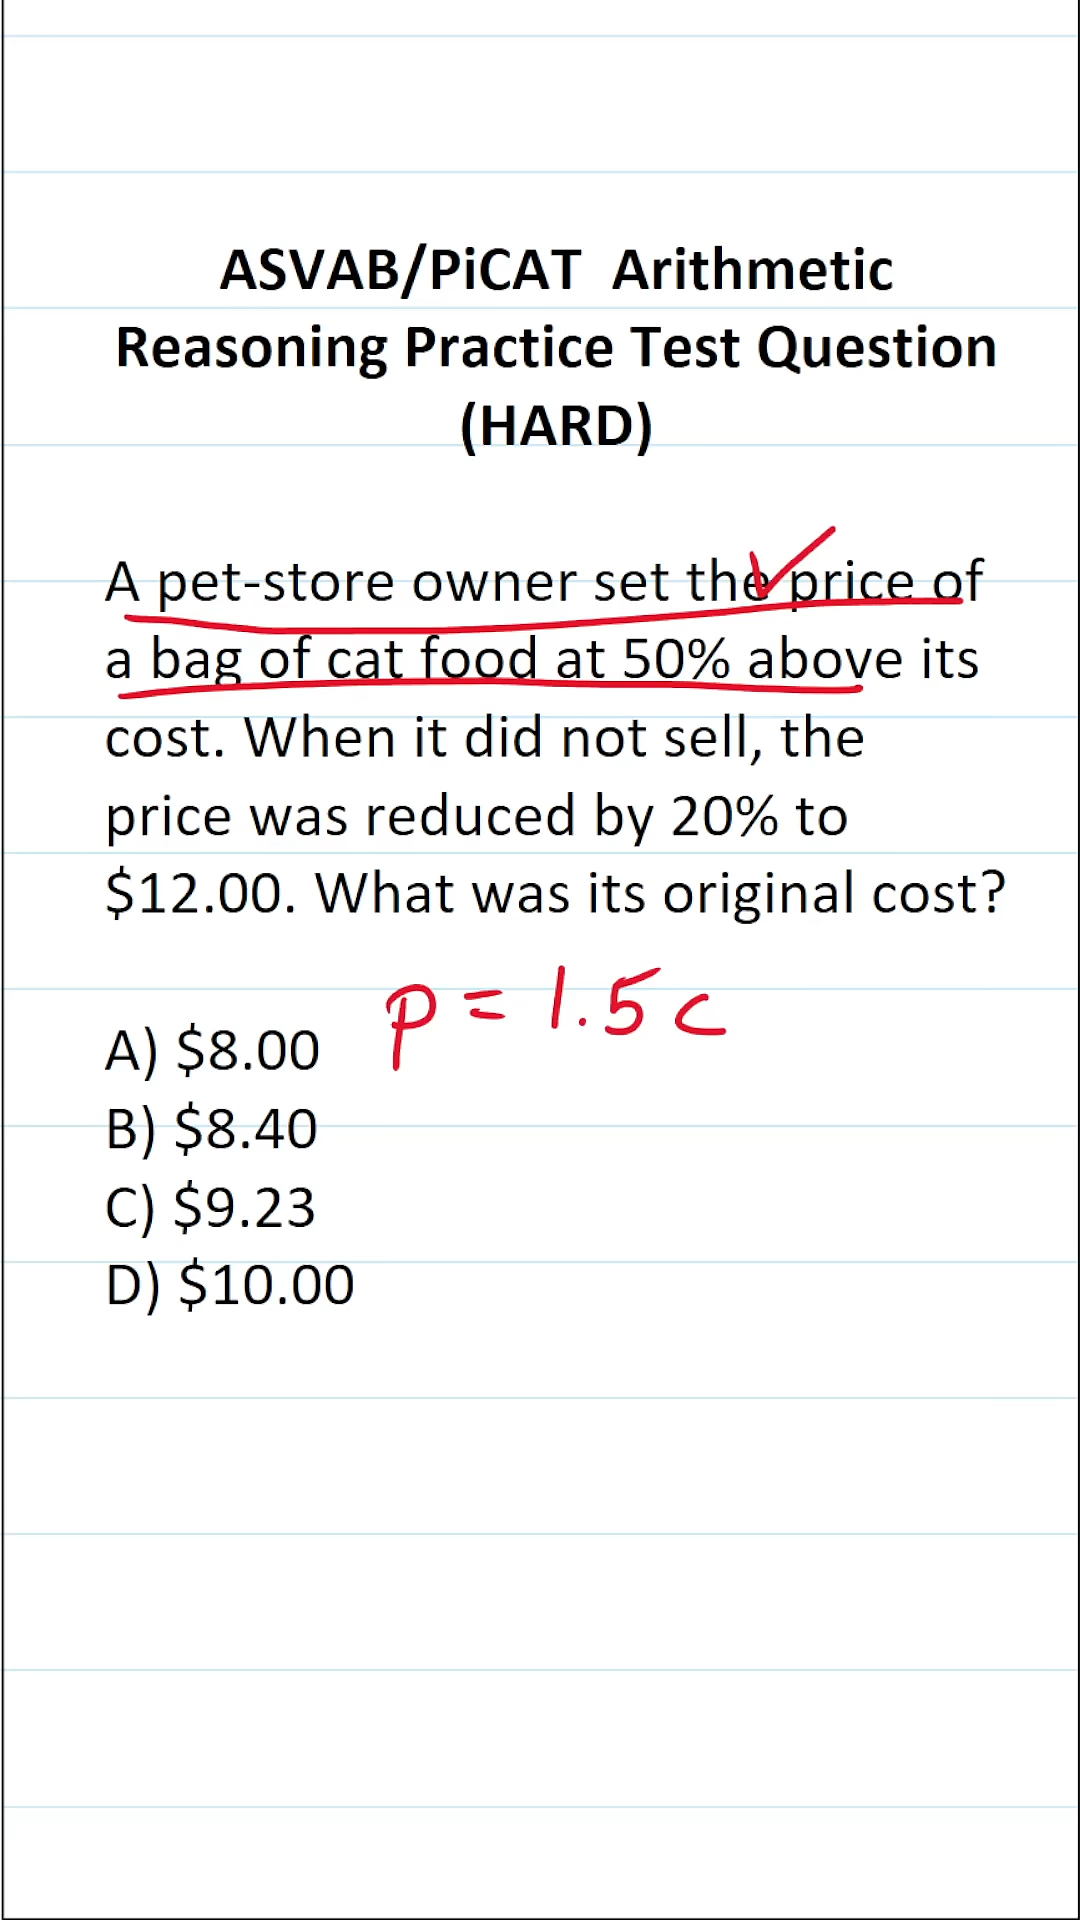 ASVAB/PiCAT Arithmetic
Reasoning Practice Test Question
(HARD)
A pet-store owner set the price of
a bag of cat food at 50% above its
cost. When it did not sell, the
price was reduced by 20% to
$12.00. What was its original cost?
p = 1.5c
A) $8.00
B) $8.40
C) $9.23
D) $10.00